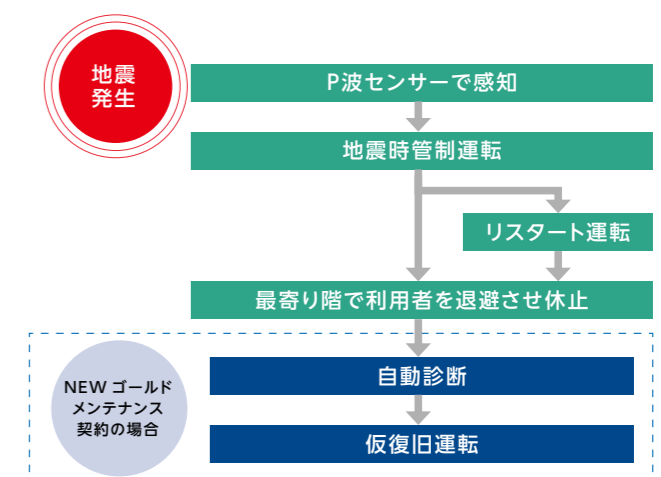 地震
発生
P波センサーで感知
地震時管制運転
リスタート運転
最寄り階で利用者を退避させ休止
NEW ゴールド
メンテナンス
契約の場合
自動診断
仮復旧運転